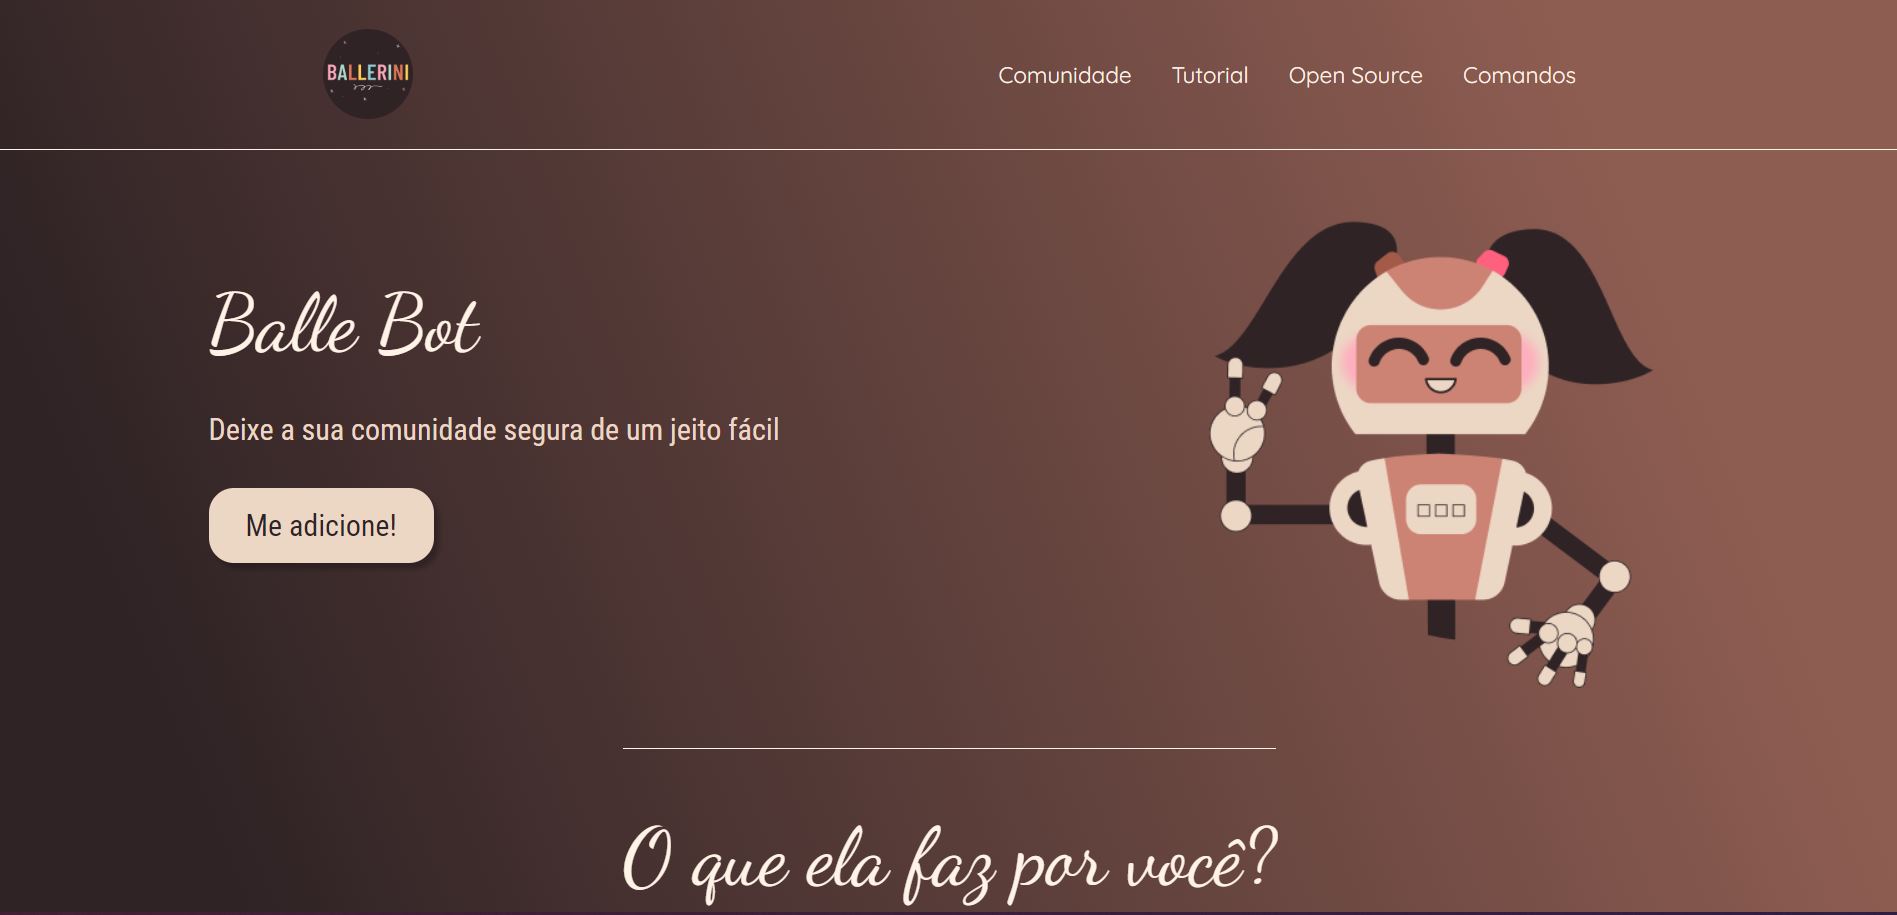 BALLERINI
Comunidade Tutorial Open Source Comandos
Balle Bot
Deixe a sua comunidade segura de um jeito fácil
Me adicione!
O que ela faz por você?